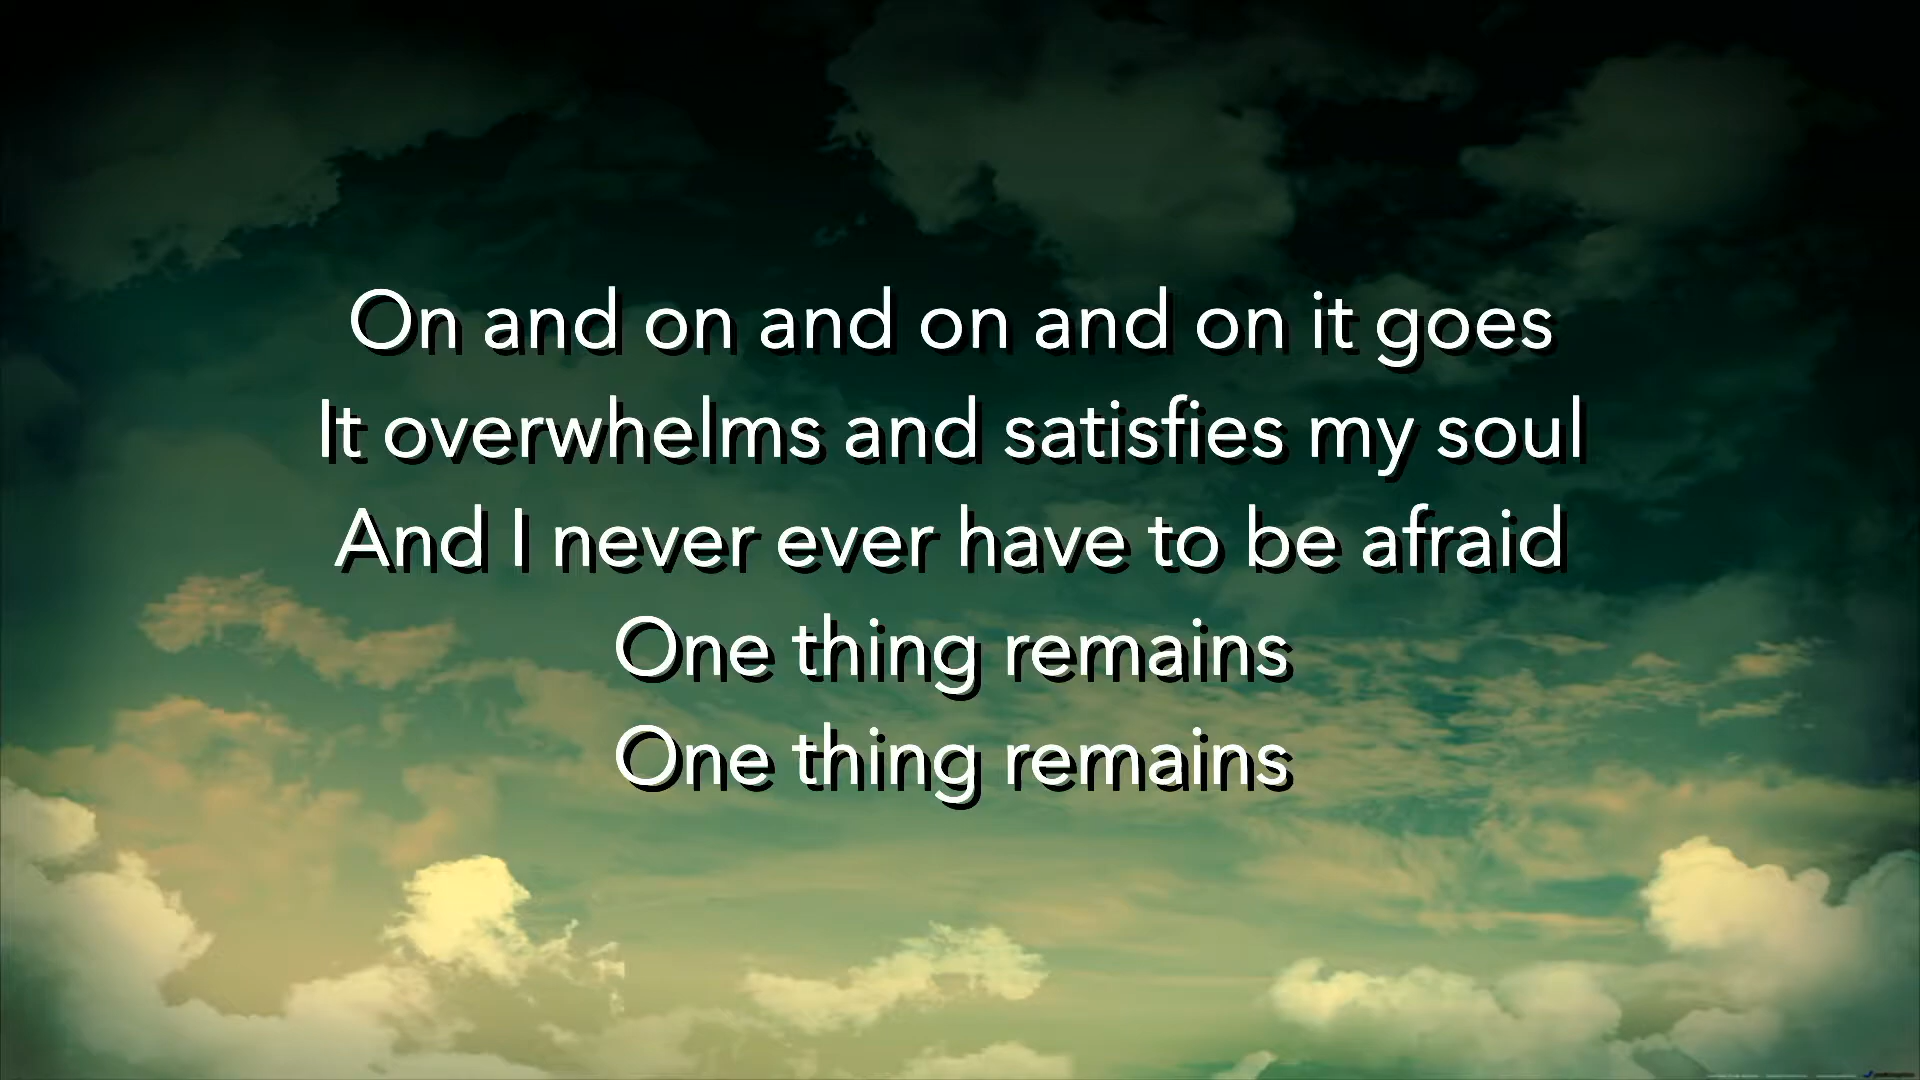 On and on and on and on it goes
It overwhelms and satisfies my soul
And I never ever have to be afraid
One thing remains
One thing remains